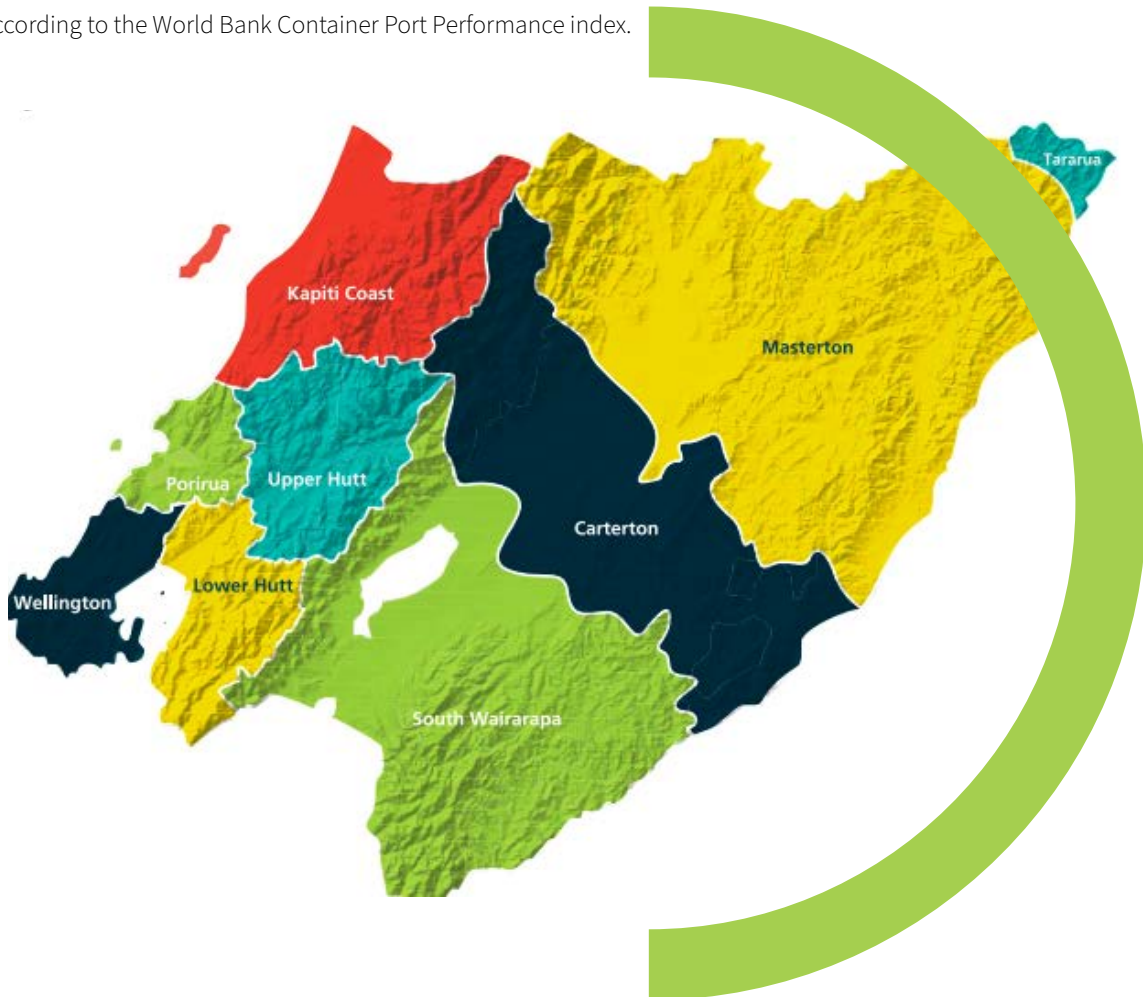 ccording to the World Bank Container Port Performance index.
Tararua
Kapiti Coast
Masterton
Porirua
Upper Hutt
Carterton
Lower Hutt
Wellington
South Wairarapa